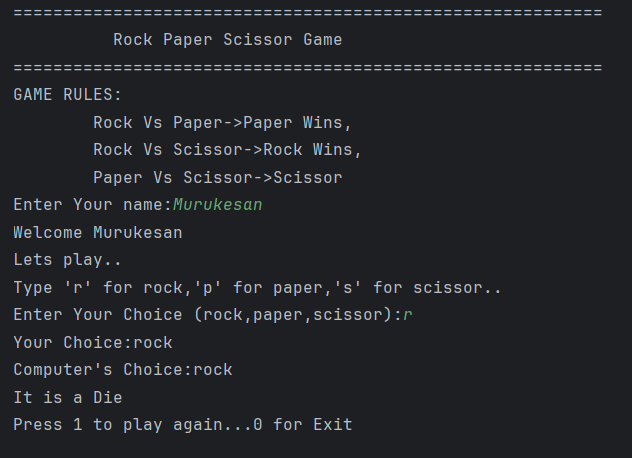 ===========================================================
Rock Paper Scissor Game
===========================================================
GAME RULES:
Rock Vs Paper->Paper Wins,
Rock Vs Scissor->Rock Wins,
Paper Vs Scissor->Scissor
Enter Your name:Murukesan
Welcome Murukesan
Lets play..
Type 'r' for rock,'p' for paper,'s' for scissor..
Enter Your Choice (rock,paper,scissor):r
Your Choice:rock
Computer's Choice:rock
It is a Die
Press 1 to play again...0 for Exit